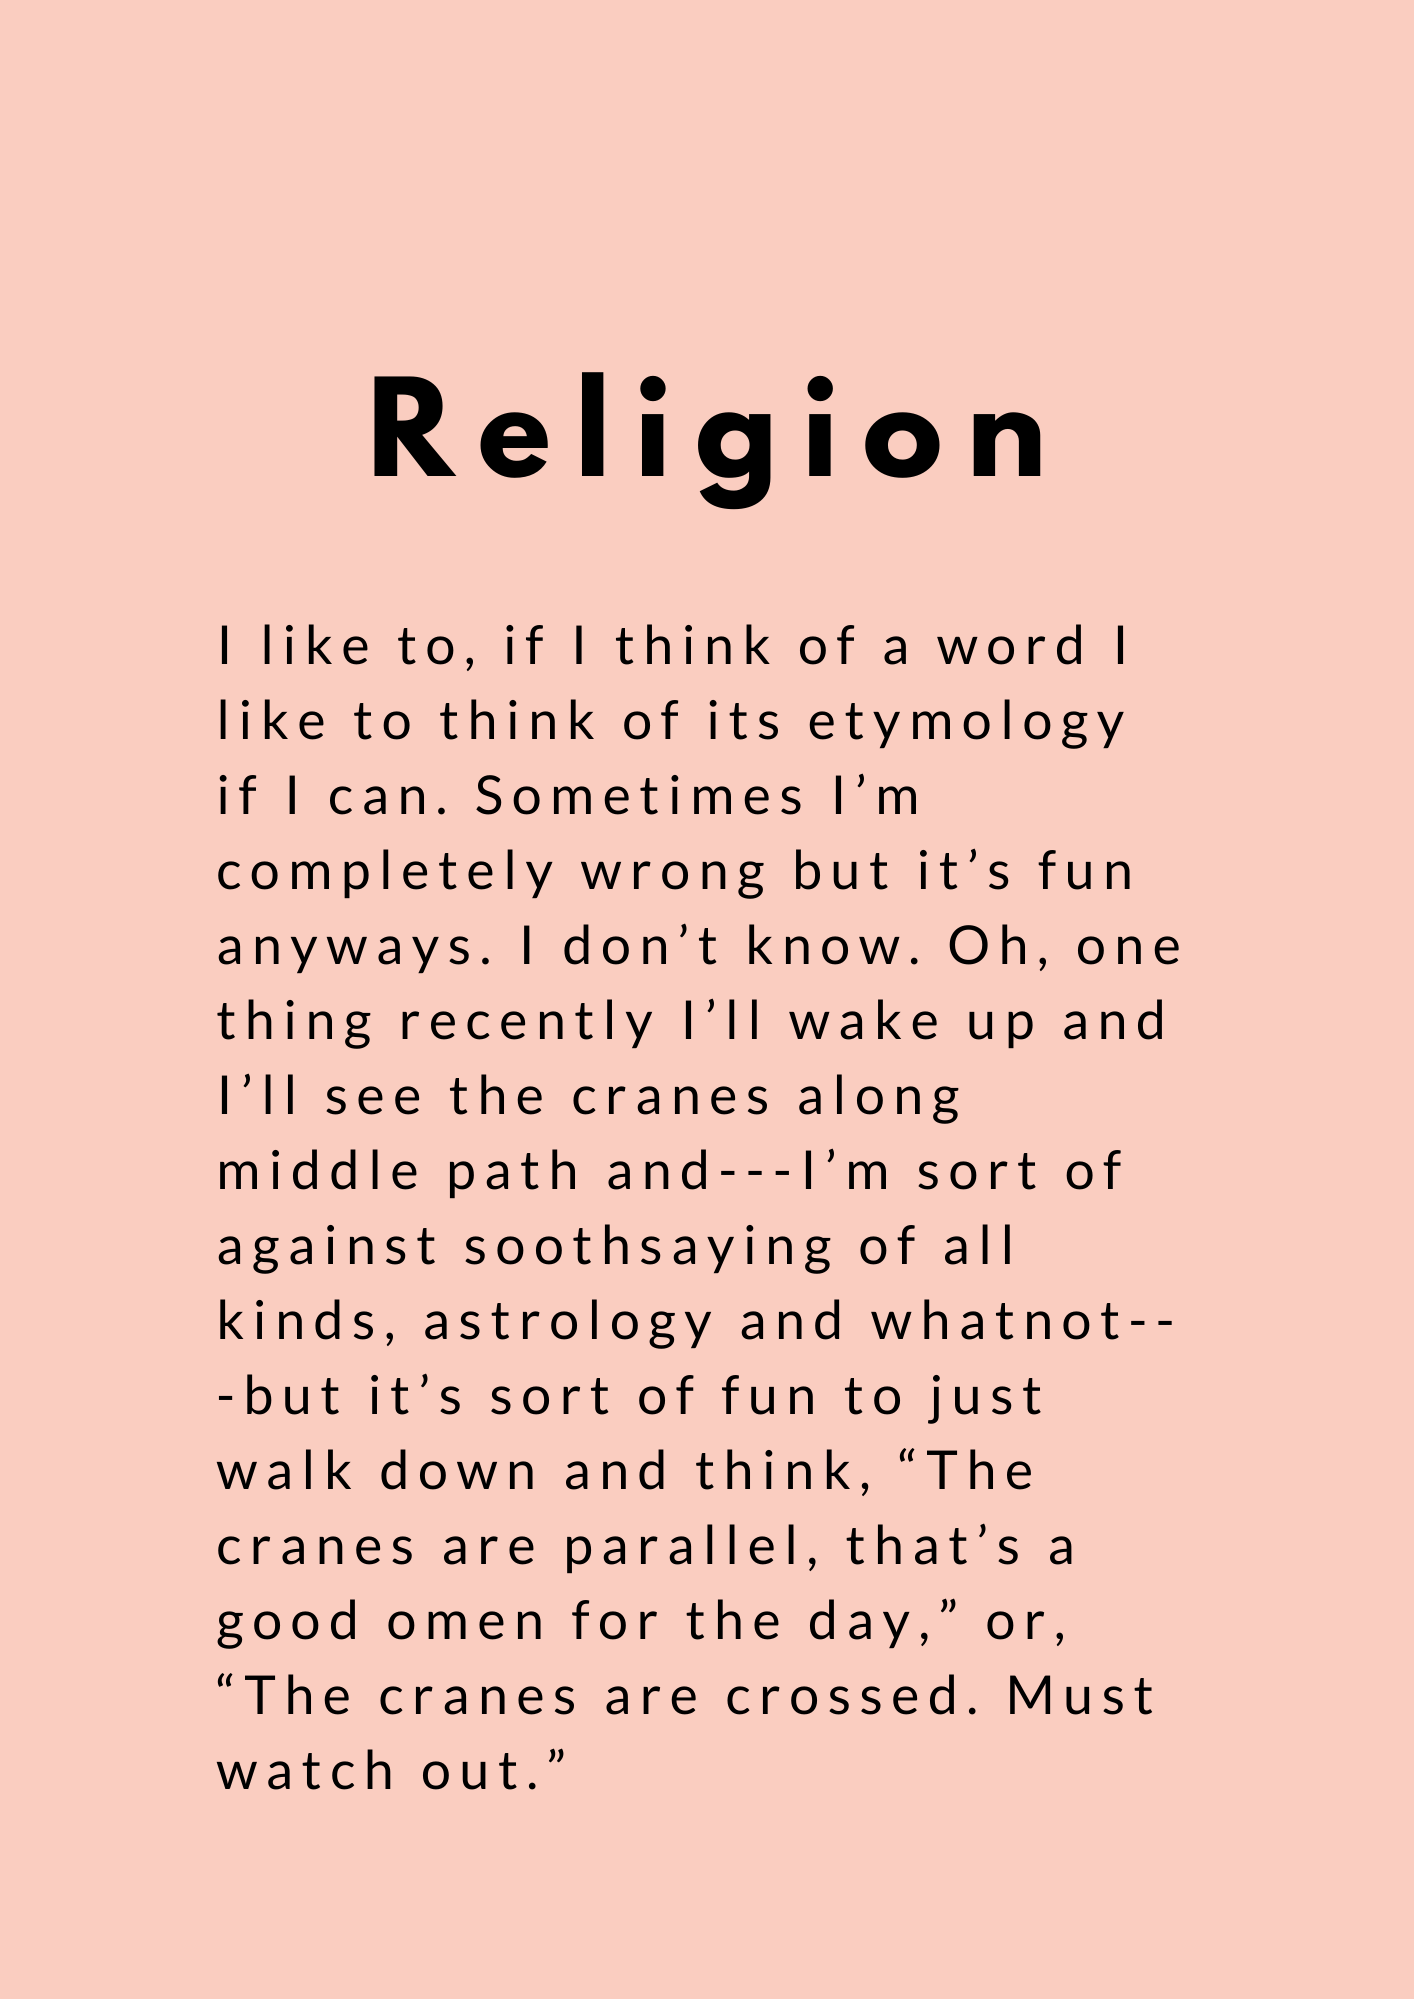 Religion
I like to, if I think of a word I
like to think of its etymology
if I can. Sometimes I’m
completely wrong but it’s fun
anyways. I don’t know. Oh, one
thing recently I’ll wake up and
I’ll see the cranes along
middle path and---I’m sort of
against soothsaying of all
kinds, astrology and whatnot--
-but it’s sort of fun to just
walk down and think, “The
cranes are parallel, that’s a
good omen for the day,” or,
“The cranes are crossed. Must
watch out.”